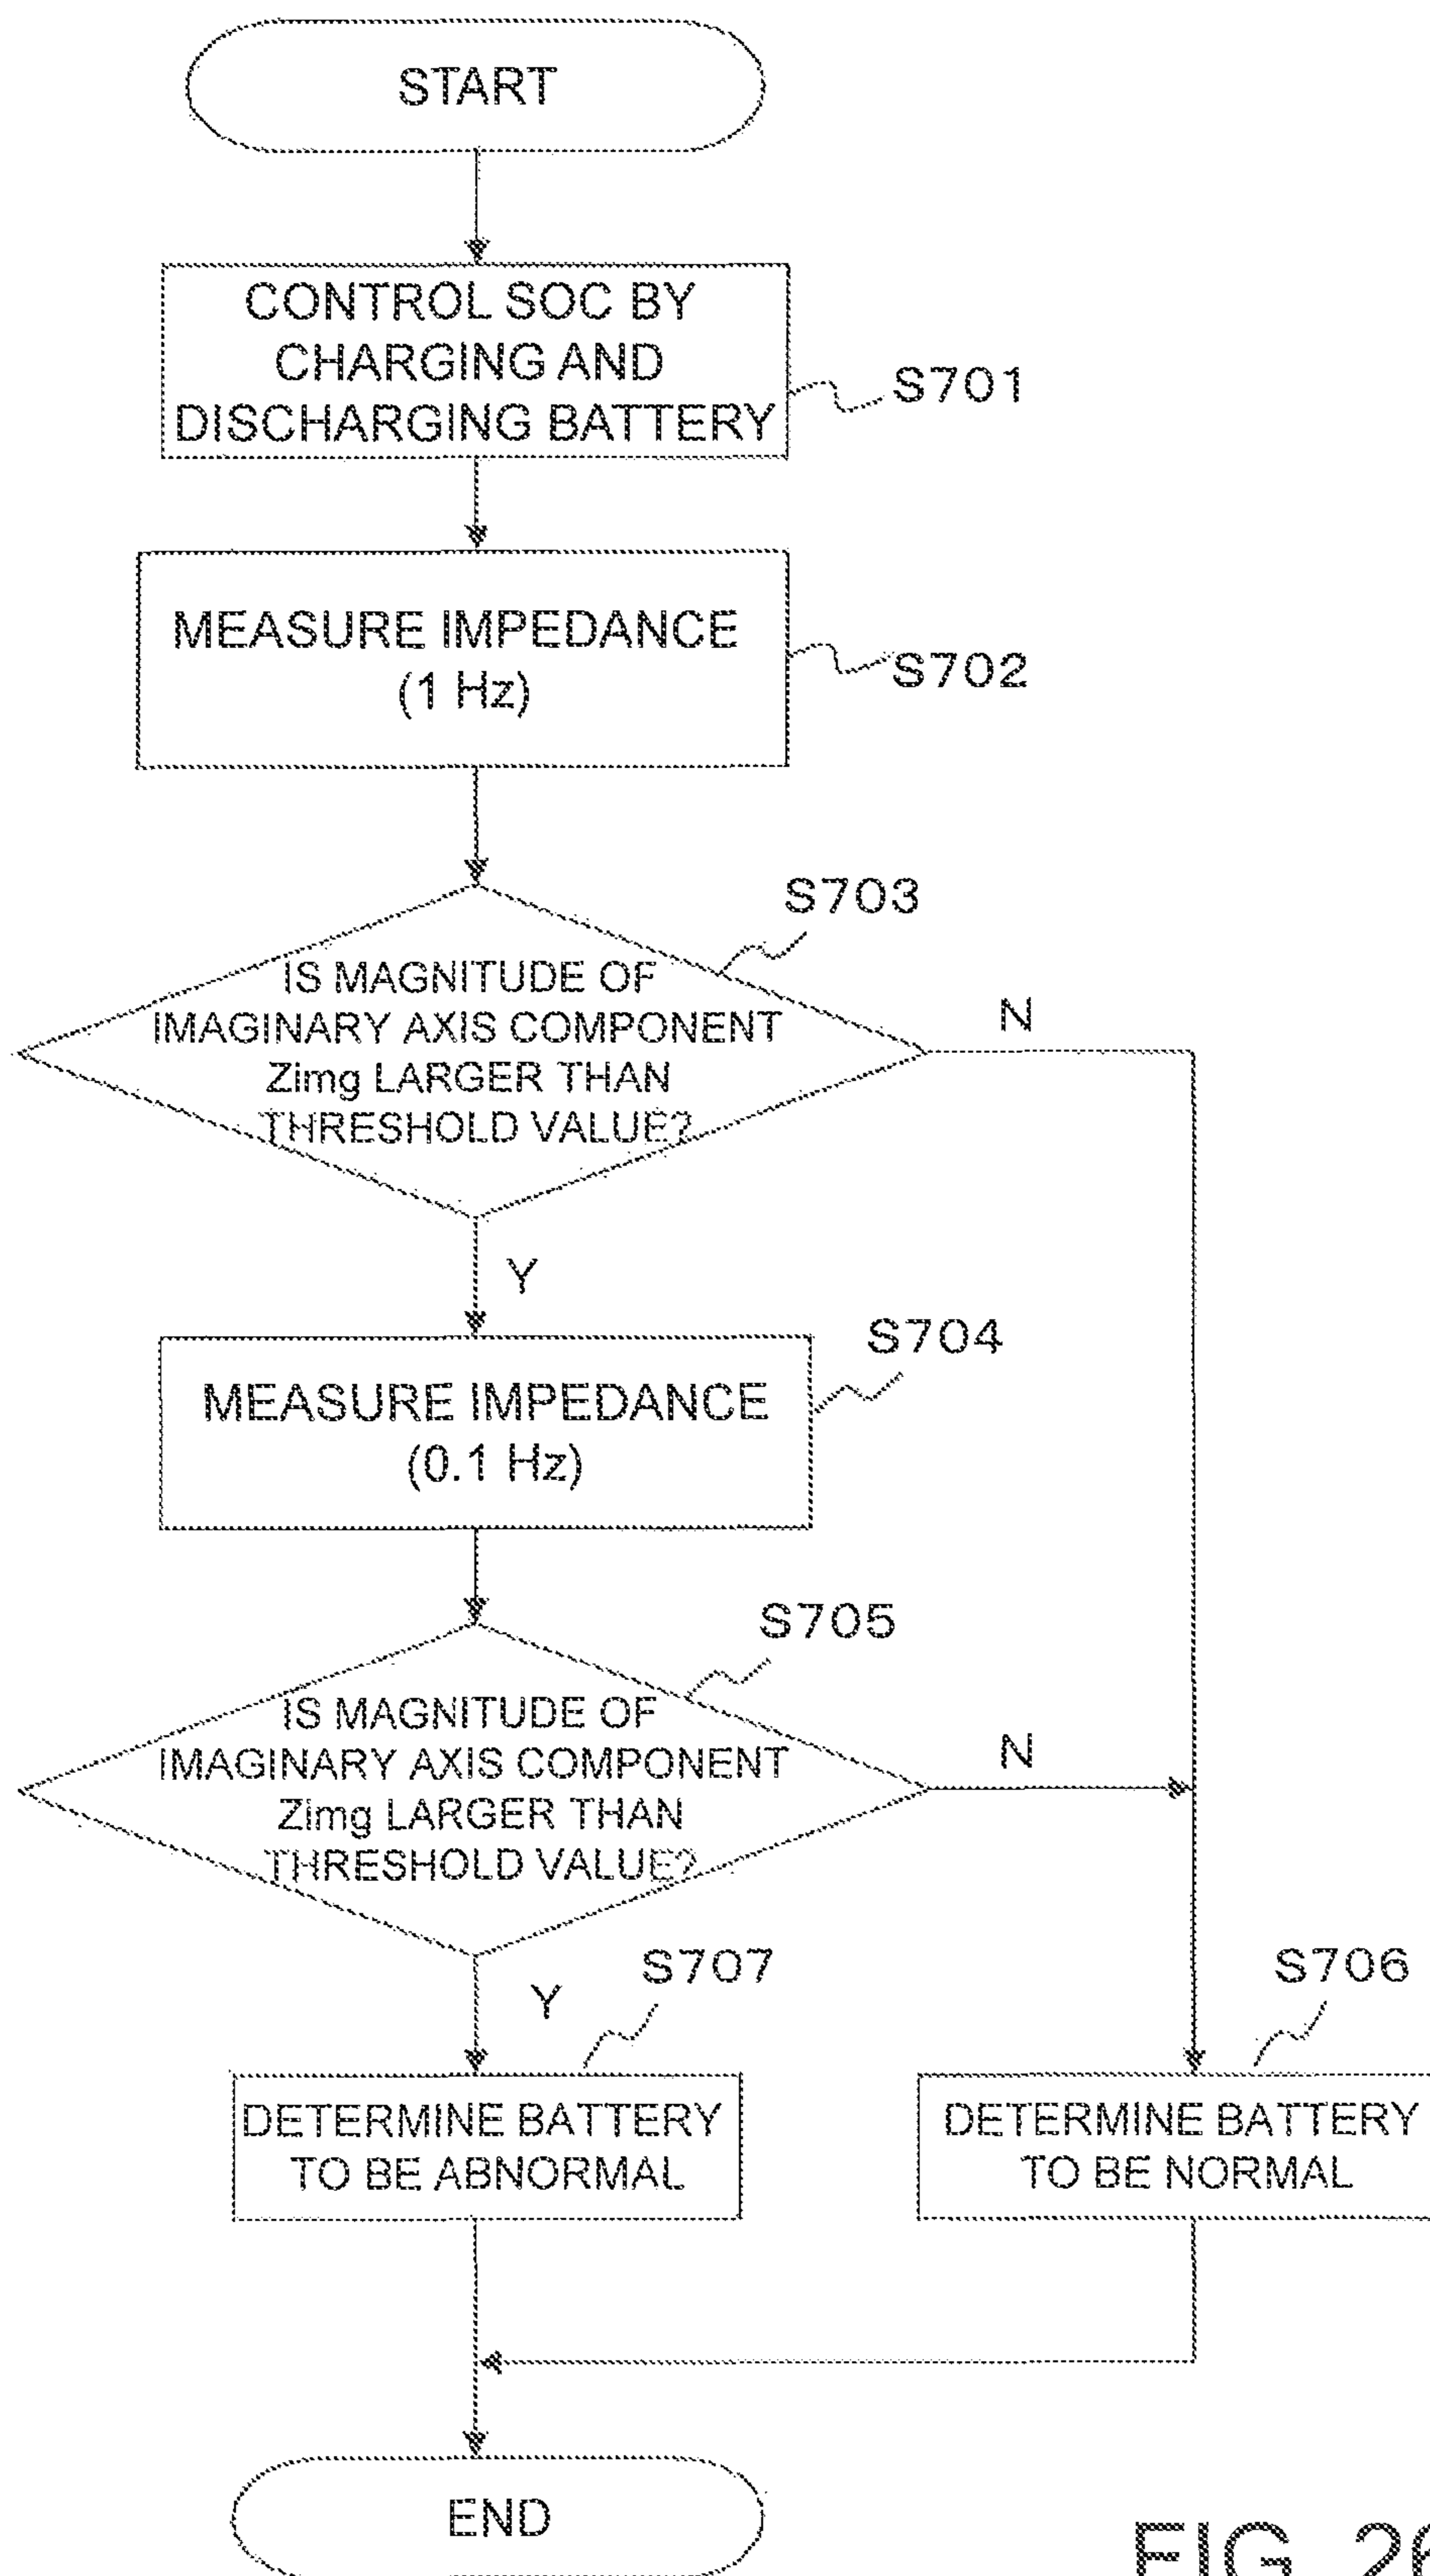 START
CONTROL SOC BY
CHARGING AND
DISCHARGING BATTERY
S701
MEASURE IMPEDANCE
(1 Hz)
S702
S703
IS MAGNITUDE OF
IMAGINARY AXIS COMPONENT
Zimg LARGER THAN
THRESHOLD VALUE?
N
Y
S704
MEASURE IMPEDANCE
(0.1 Hz)
S705
IS MAGNITUDE OF
IMAGINARY AXIS COMPONENT
Zimg LARGER THAN
THRESHOLD VALUE?
N
Y
S707
S706
DETERMINE BATTERY
TO BE ABNORMAL
DETERMINE BATTERY
TO BE NORMAL
END
FIG. 26